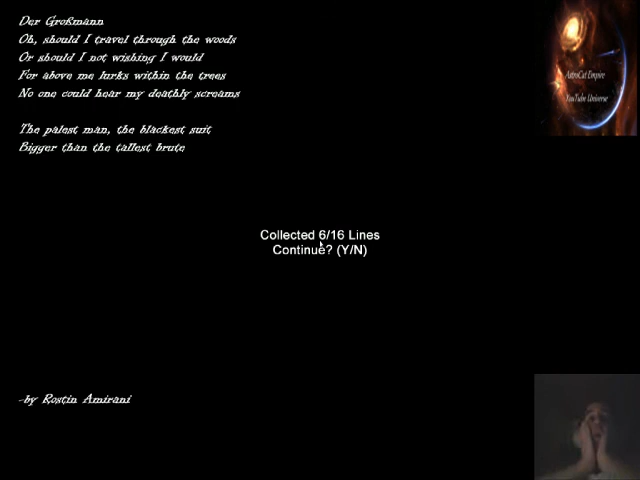 Der Großmann
Oh, should I travel through the woods
Or should I not wishing I would
For above me lurks within the trees
No one could hear my deathly screams
The palest man, the blackest suit
Bigger than the tallest brute
AstroCat Empire
YouTube Universe
Collected 6/16 Lines
Continue? (Y/N)
-by Rostin Amirani